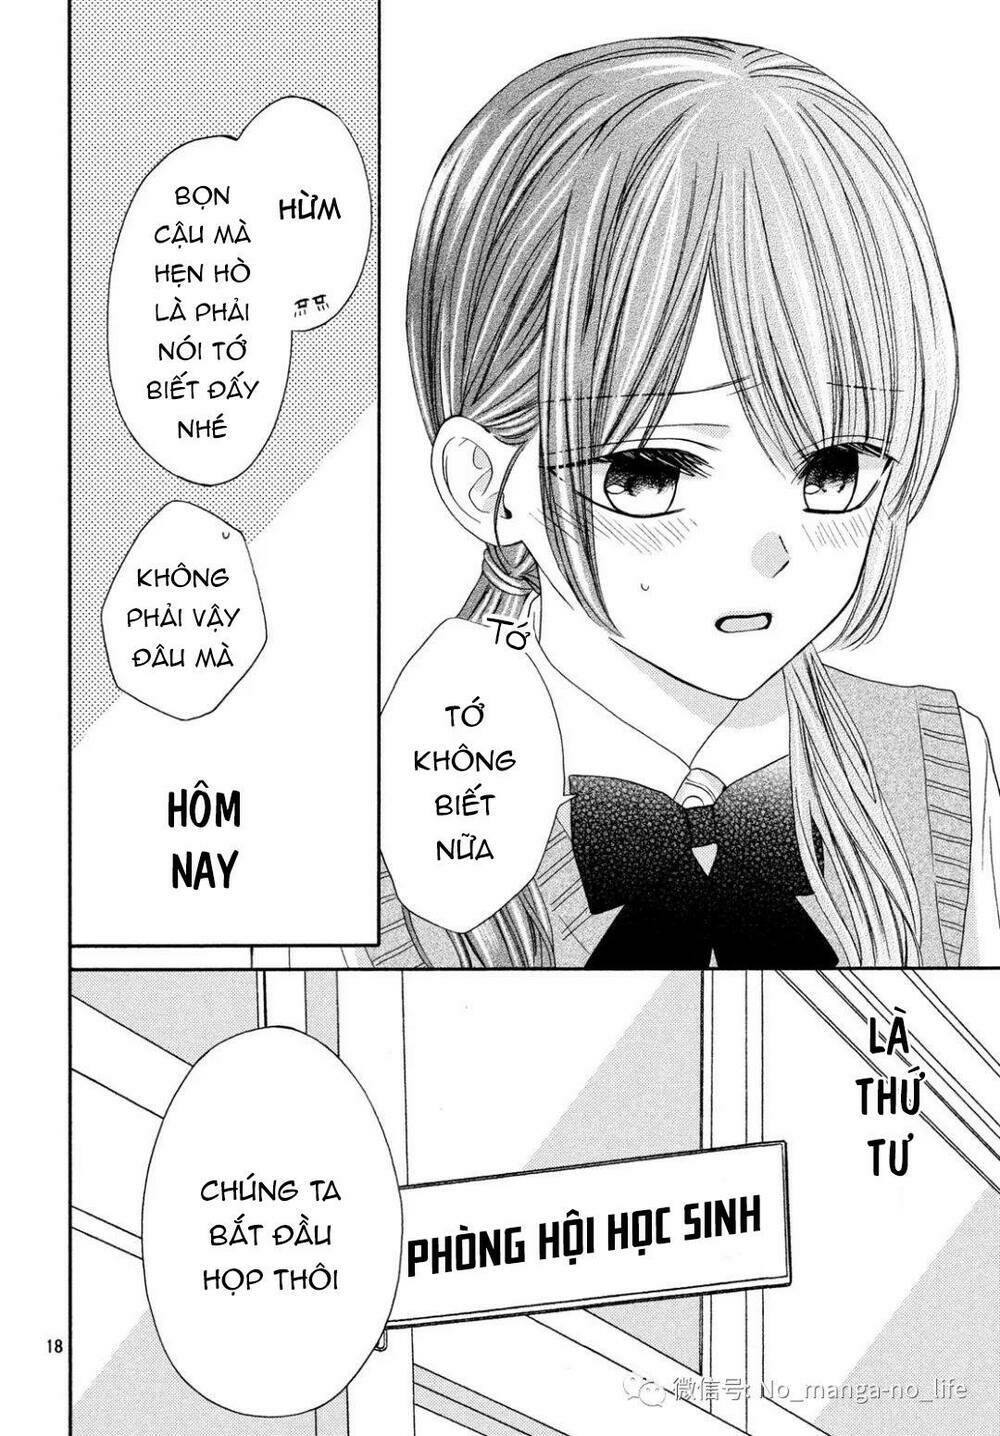 TỚ
TỚ
KHÔNG
BIẾT
NỮA
HỪM
BỌN
CẬU MÀ
HẸN HÒ
LÀ PHẢI
NÓI TỚ
BIẾT ĐẤY
NHÉ
KHÔNG
PHẢI VẬY
ĐÂU MÀ
HÔM
NAY
LÀ
THỨ
TƯ
PHÒNG HỘI HỌC SINH
CHÚNG TA
BẮT ĐẦU
HỌP THÔI
18
微信号: No_manga-no_life